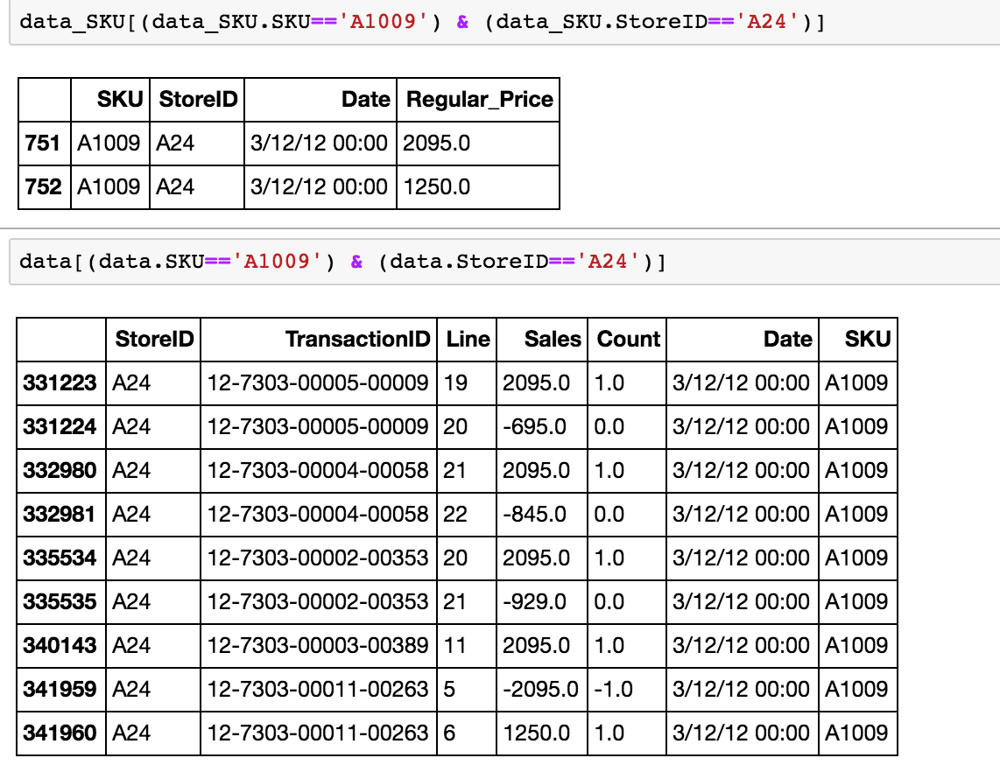 data_SKU[(data_SKU.SKU=='A1009') & (data_SKU.StoreID=='A24')]
SKU StoreID Date Regular_Price
751 A1009 A24 3/12/12 00:00 2095.0
752 A1009 A24 3/12/12 00:00 1250.0
data[(data.SKU=='A1009') & (data.StoreID=='A24')]
StoreID TransactionID Line Sales Count Date SKU
331223 A24 12-7303-00005-00009 19 2095.0 1.0 3/12/12 00:00 A1009
331224 A24 12-7303-00005-00009 20 -695.0 0.0 3/12/12 00:00 A1009
332980 A24 12-7303-00004-00058 21 2095.0 1.0 3/12/12 00:00 A1009
332981 A24 12-7303-00004-00058 22 -845.0 0.0 3/12/12 00:00 A1009
335534 A24 12-7303-00002-00353 20 2095.0 1.0 3/12/12 00:00 A1009
335535 A24 12-7303-00002-00353 21 -929.0 0.0 3/12/12 00:00 A1009
340143 A24 12-7303-00003-00389 11 2095.0 1.0 3/12/12 00:00 A1009
341959 A24 12-7303-00011-00263 5 -2095.0 -1.0 3/12/12 00:00 A1009
341960 A24 12-7303-00011-00263 6 1250.0 1.0 3/12/12 00:00 A1009